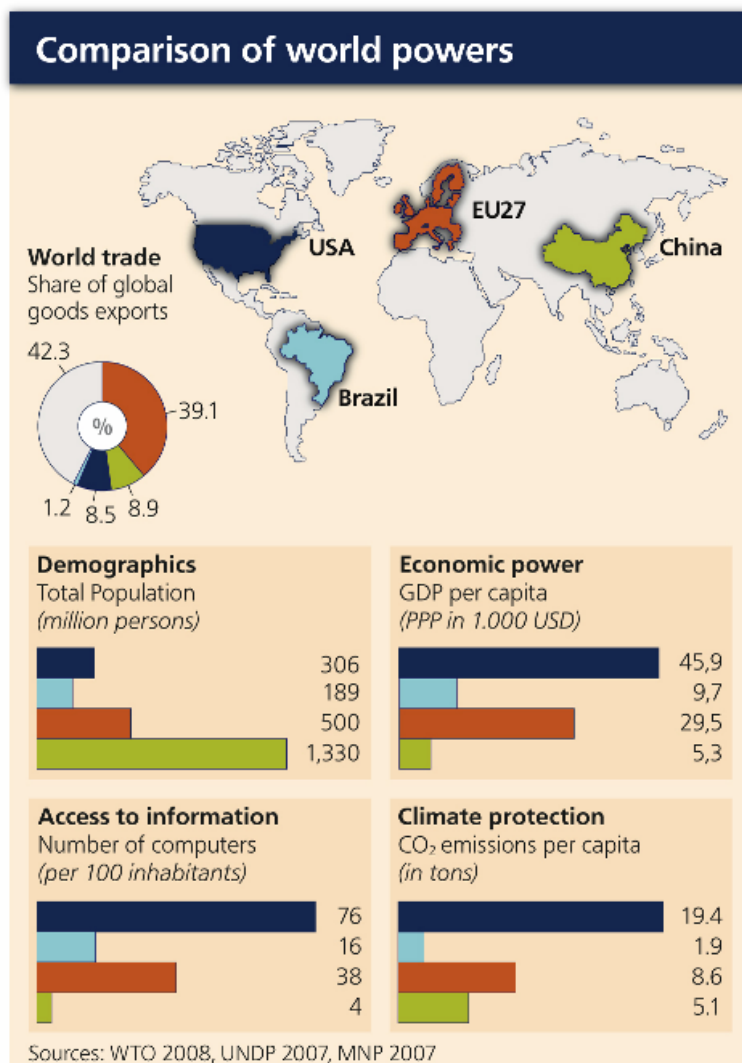 Comparison of world powers
USA
EU27
China
Brazil
World trade
Share of global
goods exports
42.3
%
39.1
1.2
8.5
8.9
Demographics
Total Population
(million persons)
306
189
500
1,330
Economic power
GDP per capita
(PPP in 1.000 USD)
45,9
9,7
29,5
5,3
Access to information
Number of computers
(per 100 inhabitants)
76
16
38
4
Climate protection
CO₂ emissions per capita
(in tons)
19.4
1.9
8.6
5.1
Sources: WTO 2008, UNDP 2007, MNP 2007